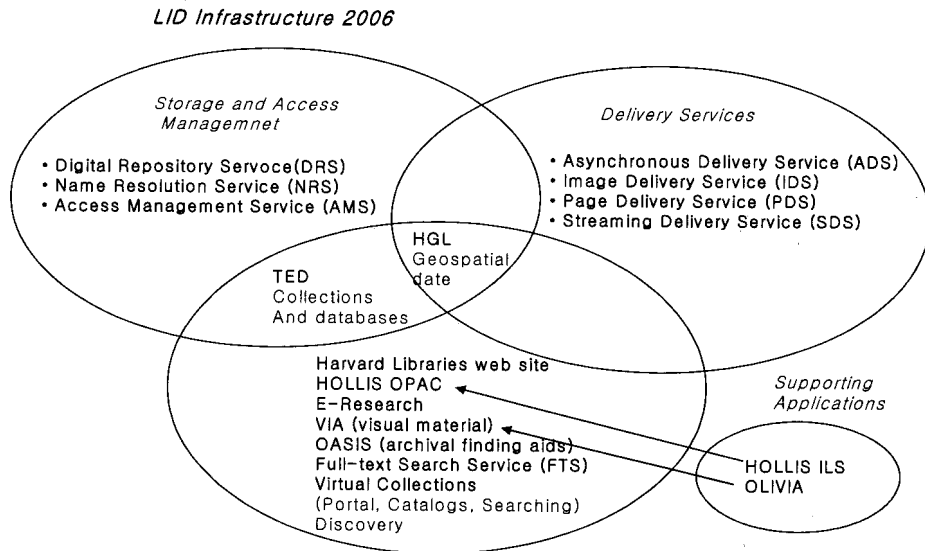 LID Infrastructure 2006
Storage and Access
Managemnet
• Digital Repository Servoce(DRS)
• Name Resolution Service (NRS)
• Access Management Service (AMS)
Delivery Services
• Asynchronous Delivery Service (ADS)
• Image Delivery Service (IDS)
• Page Delivery Service (PDS)
• Streaming Delivery Service (SDS)
HGL
Geospatial
date
TED
Collections
And databases
Harvard Libraries web site
HOLLIS OPAC
E-Research
VIA (visual material)
OASIS (archival finding aids)
Full-text Search Service (FTS)
Virtual Collections
(Portal, Catalogs, Searching)
Discovery
Supporting
Applications
HOLLIS ILS
OLIVIA